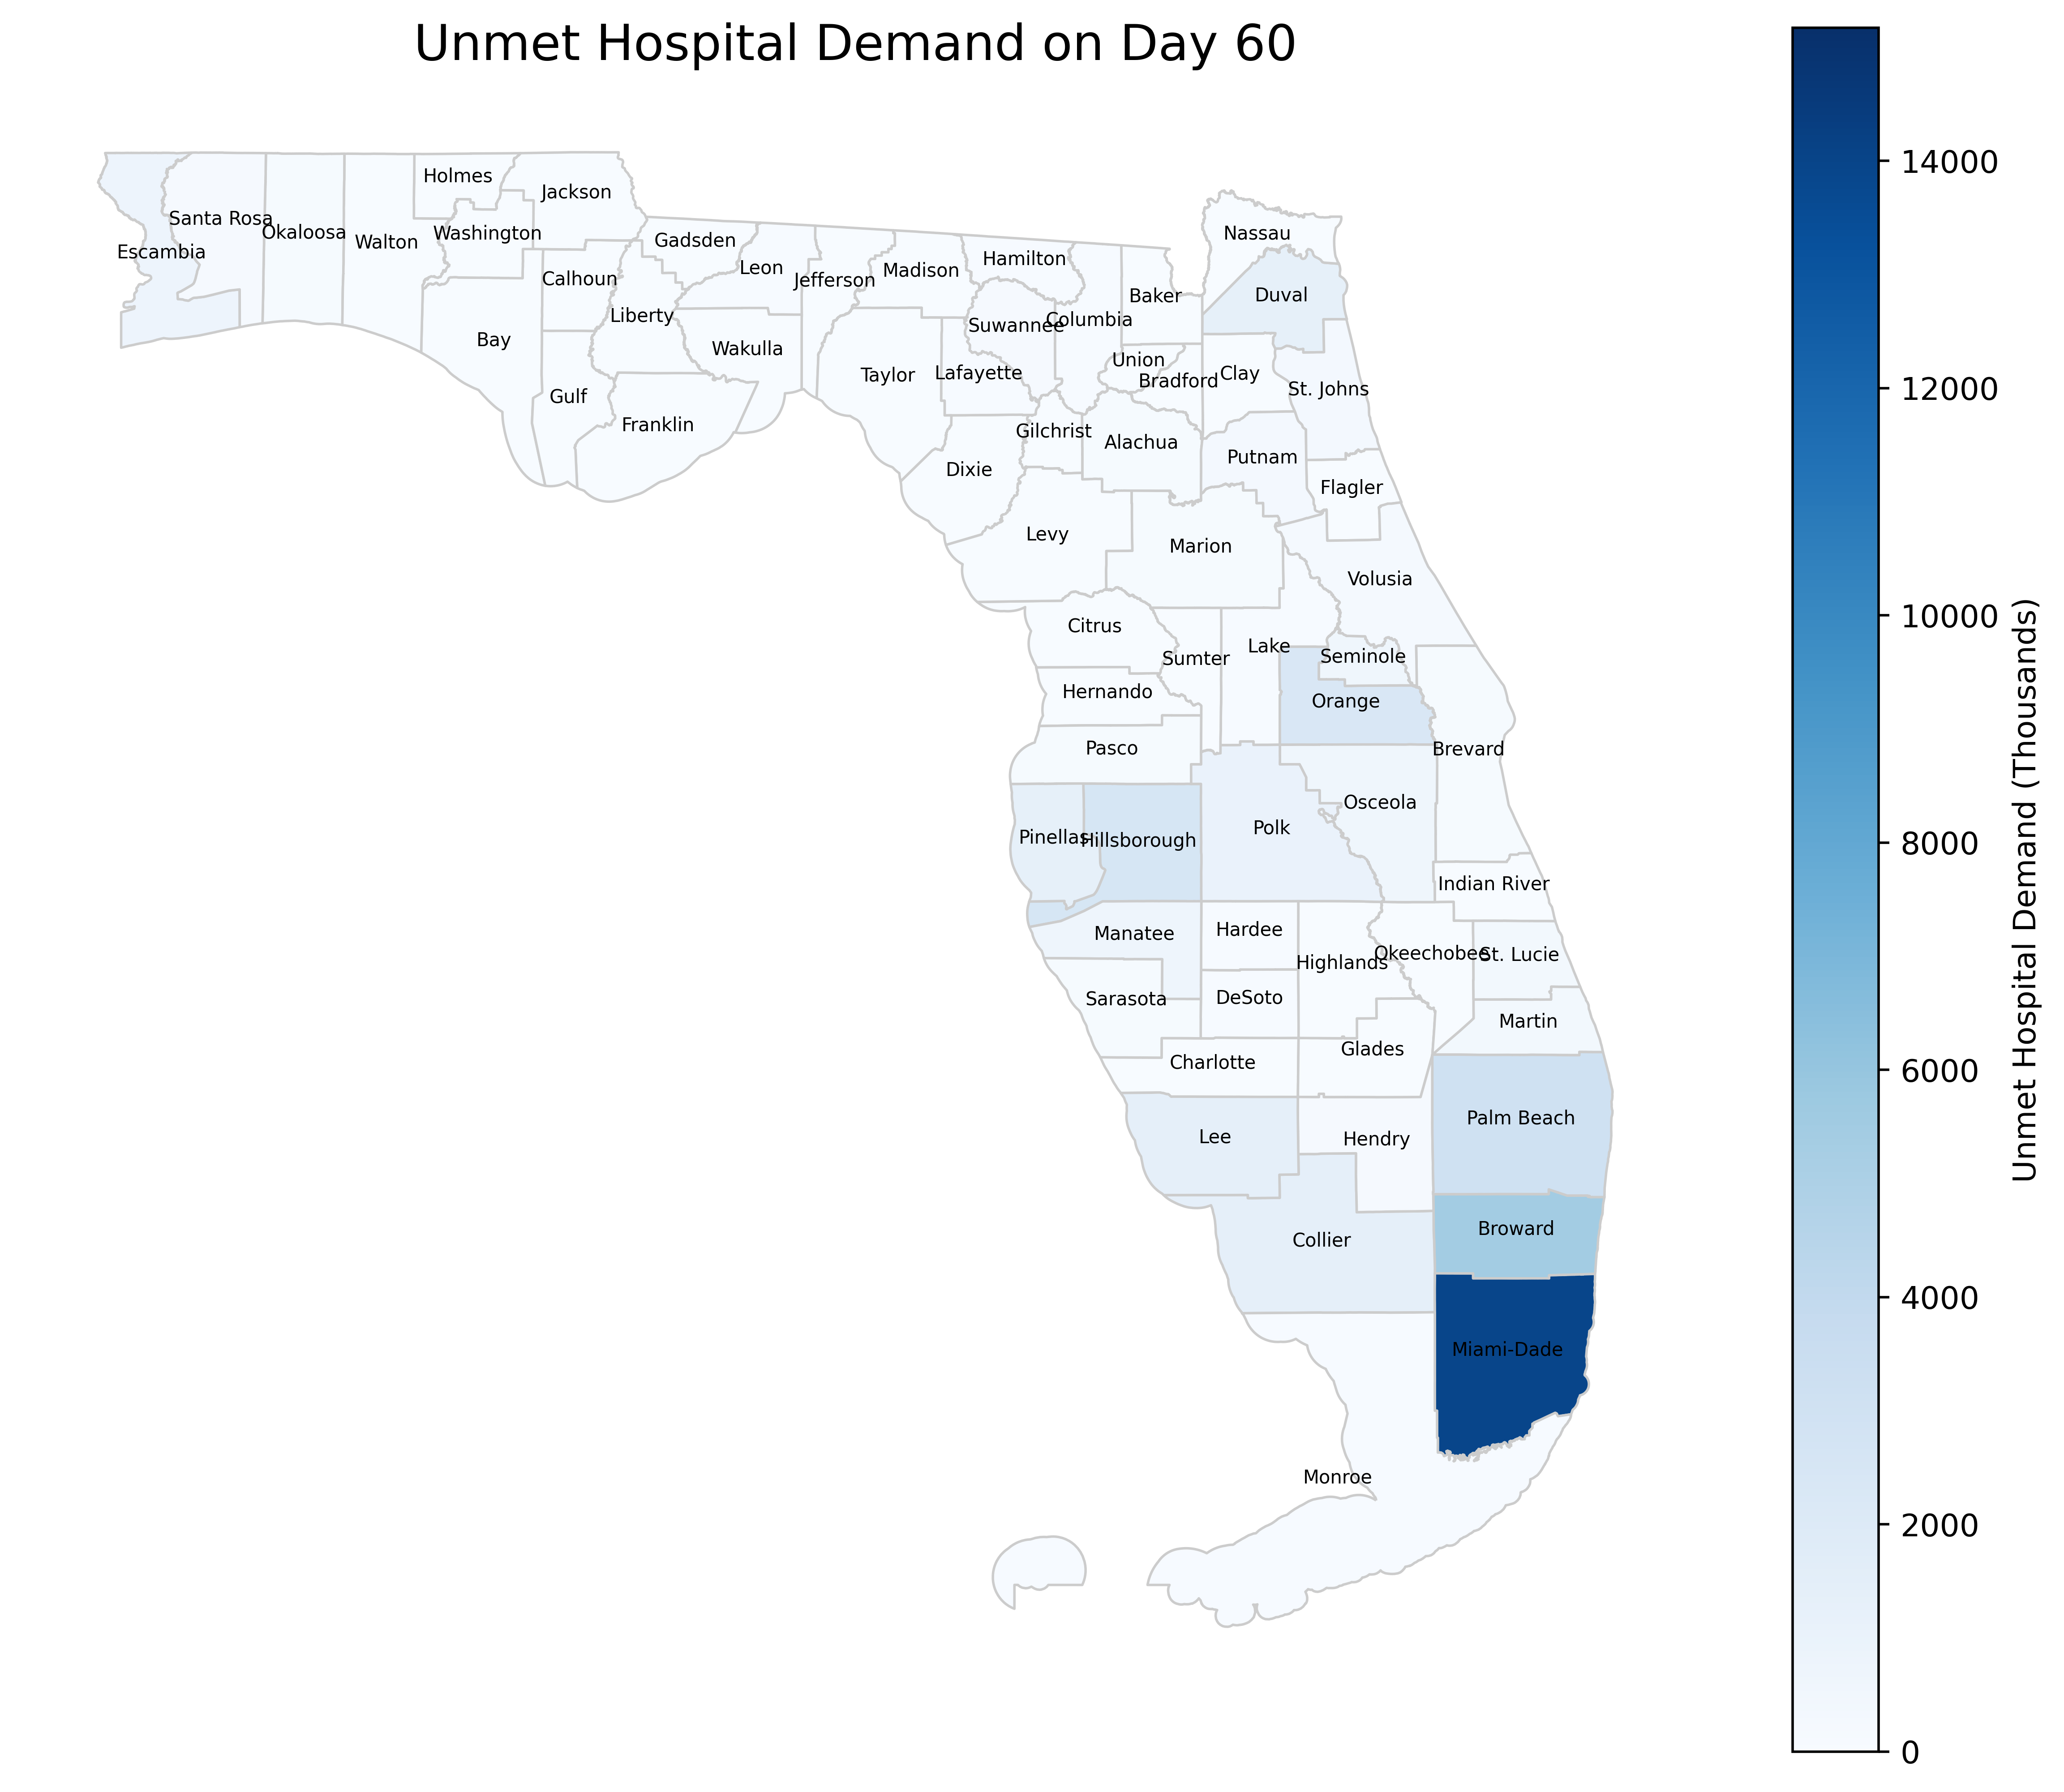 Unmet Hospital Demand on Day 60
Holmes
Jackson
Santa Rosa
Okaloosa
Walton
Washington
Escambia
Gadsden
Leon
Jefferson
Madison
Hamilton
Nassau
Calhoun
Liberty
Baker
Duval
Suwannee
Columbia
Bay
Wakulla
Union
Taylor
Lafayette
Bradford
Clay
St. Johns
Gulf
Franklin
Gilchrist
Alachua
Dixie
Putnam
Flagler
Levy
Marion
Volusia
Citrus
Sumter
Lake
Seminole
Hernando
Orange
Pasco
Brevard
Osceola
Pinellas
Hillsborough
Polk
Indian River
Manatee
Hardee
Highlands
Okeechobee
St. Lucie
Sarasota
DeSoto
Martin
Charlotte
Glades
Palm Beach
Lee
Hendry
Broward
Collier
Miami-Dade
Monroe
14000
12000
10000
8000
6000
4000
2000
0
Unmet Hospital Demand (Thousands)